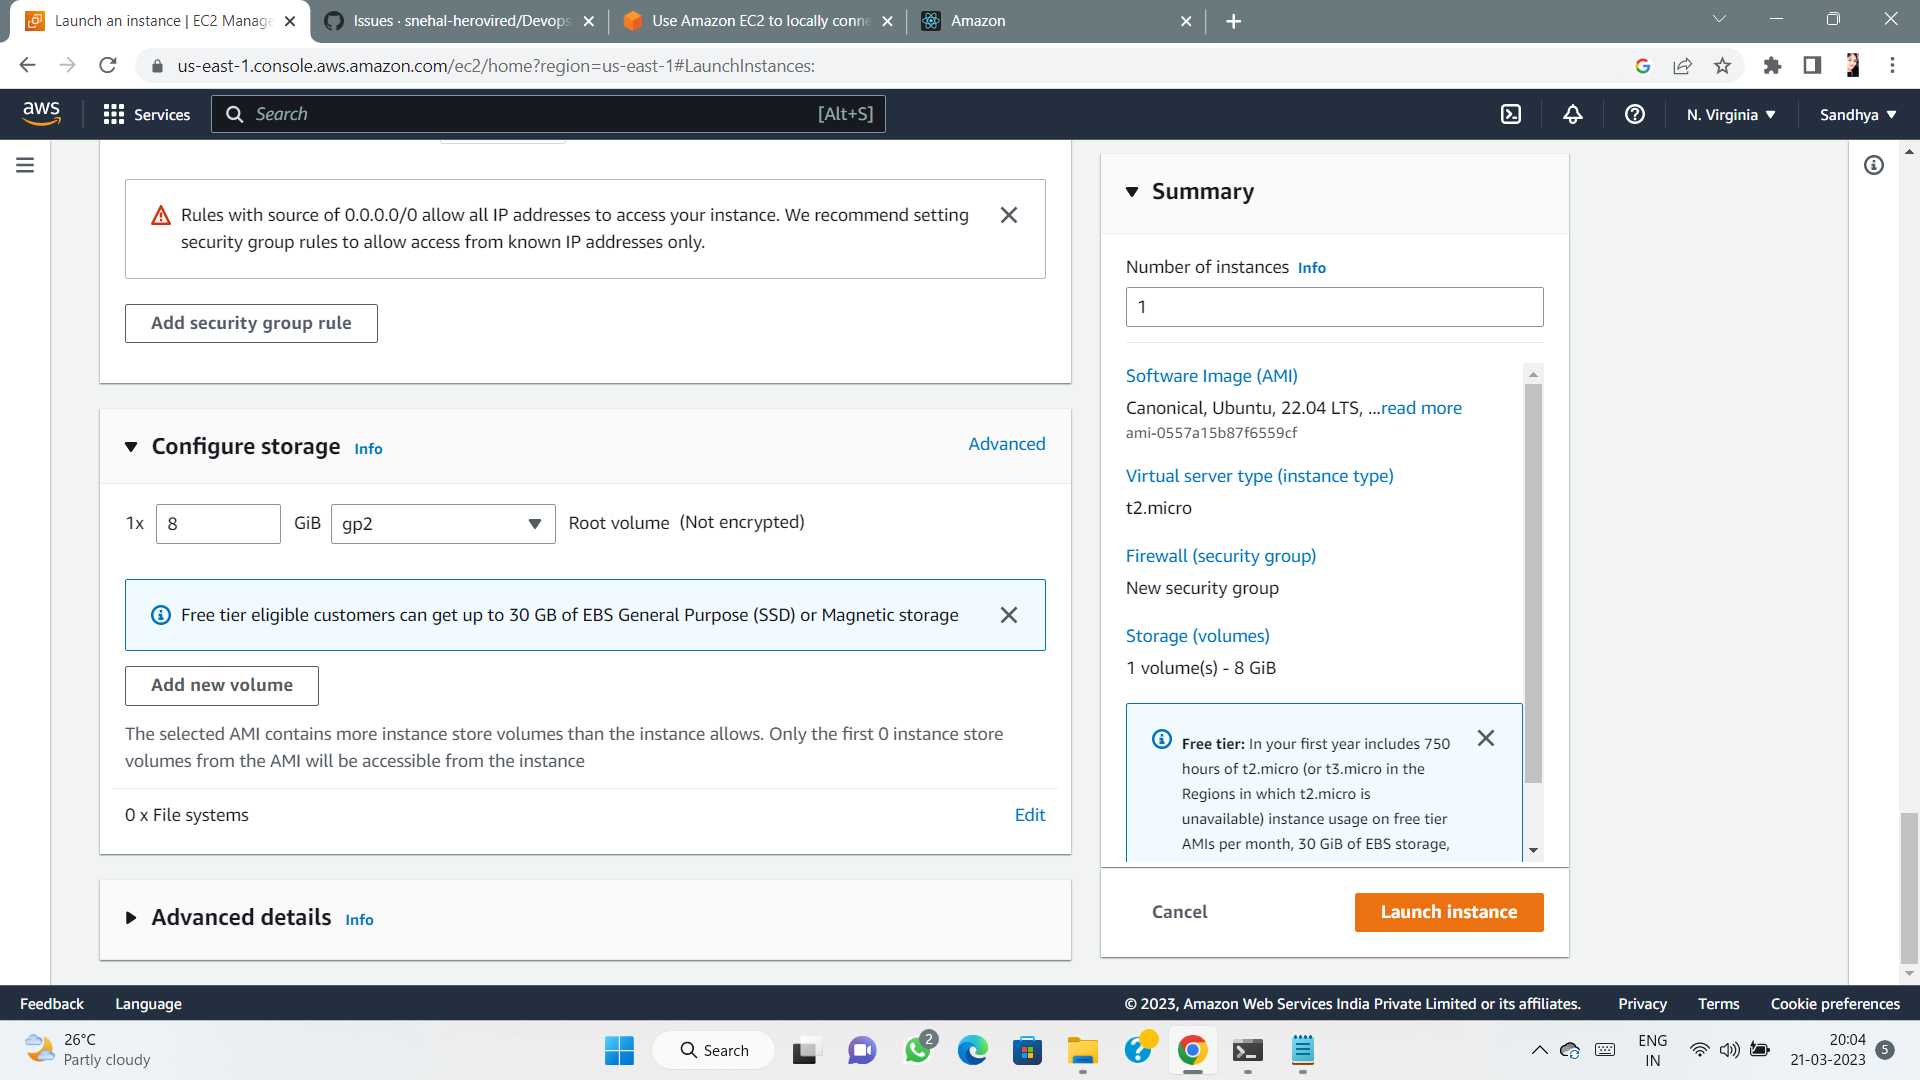 Launch an instance | EC2 Manage
Issues · snehal-herovired/Devops
Use Amazon EC2 to locally conne
Amazon
us-east-1.console.aws.amazon.com/ec2/home?region=us-east-1#LaunchInstances:
aws
Services
Search
[Alt+S]
N. Virginia
Sandhya
Rules with source of 0.0.0.0/0 allow all IP addresses to access your instance. We recommend setting
security group rules to allow access from known IP addresses only.
Add security group rule
Configure storage Info
Advanced
1x 8 GiB gp2 Root volume (Not encrypted)
Free tier eligible customers can get up to 30 GB of EBS General Purpose (SSD) or Magnetic storage
Add new volume
The selected AMI contains more instance store volumes than the instance allows. Only the first 0 instance store
volumes from the AMI will be accessible from the instance
0 x File systems
Edit
Advanced details Info
Summary
Number of instances Info
1
Software Image (AMI)
Canonical, Ubuntu, 22.04 LTS, ...read more
ami-0557a15b87f6559cf
Virtual server type (instance type)
t2.micro
Firewall (security group)
New security group
Storage (volumes)
1 volume(s) - 8 GiB
Free tier: In your first year includes 750
hours of t2.micro (or t3.micro in the
Regions in which t2.micro is
unavailable) instance usage on free tier
AMIs per month, 30 GiB of EBS storage,
Cancel
Launch instance
Feedback
Language
© 2023, Amazon Web Services India Private Limited or its affiliates.
Privacy
Terms
Cookie preferences
26°C
Partly cloudy
Search
2
ENG
IN
20:04
21-03-2023
5